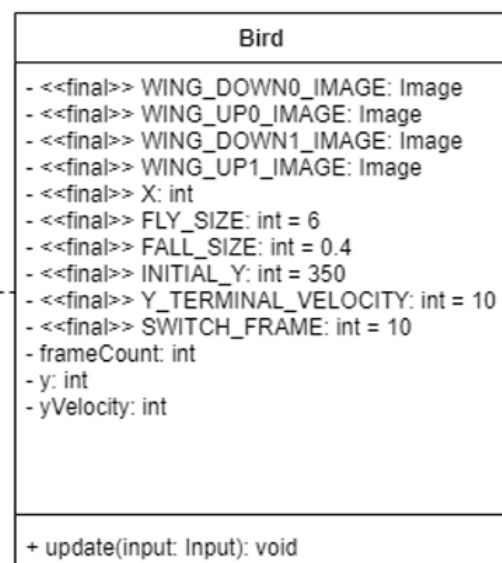 Bird
- <<final>> WING_DOWN0_IMAGE: Image
- <<final>> WING_UP0_IMAGE: Image
- <<final>> WING_DOWN1_IMAGE: Image
- <<final>> WING_UP1_IMAGE: Image
- <<final>> X: int
- <<final>> FLY_SIZE: int = 6
- <<final>> FALL_SIZE: int = 0.4
- <<final>> INITIAL_Y: int = 350
- <<final>> Y_TERMINAL_VELOCITY: int = 10
- <<final>> SWITCH_FRAME: int = 10
- frameCount: int
- y: int
- yVelocity: int
+ update(input: Input): void